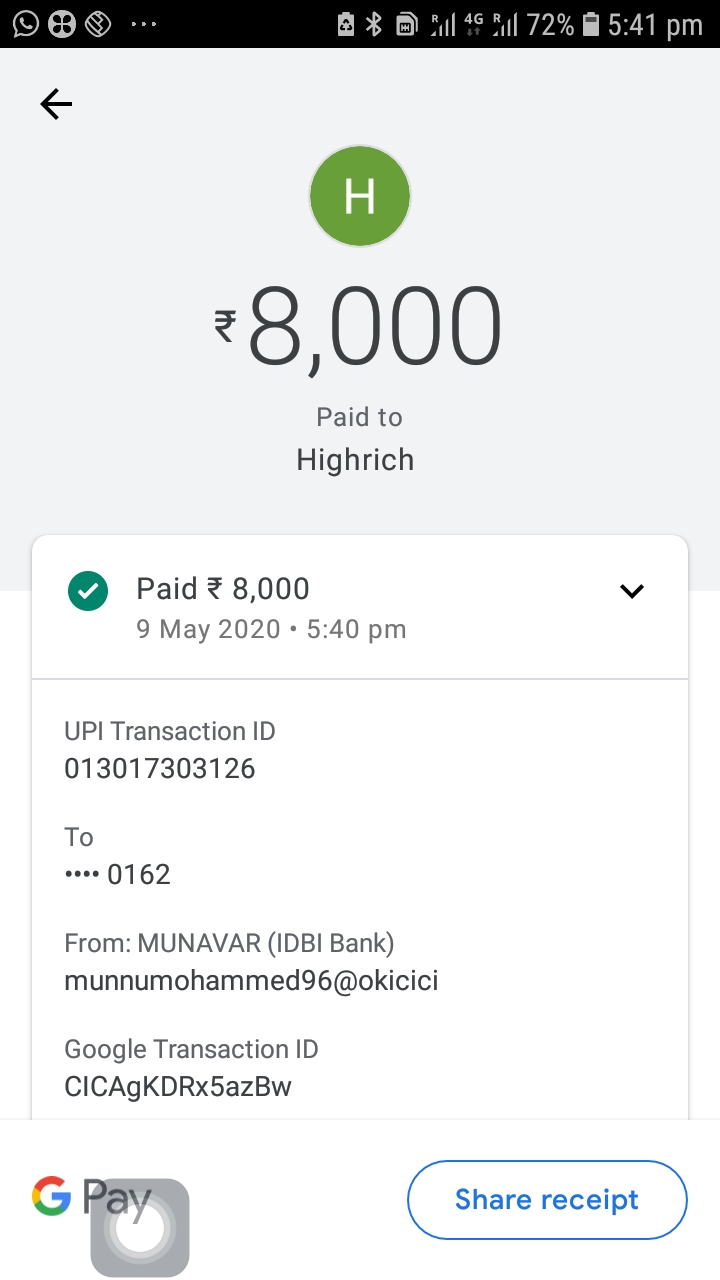 4G 72% 5:41 pm
H
₹8,000
Paid to
Highrich
Paid ₹ 8,000
9 May 2020 • 5:40 pm
UPI Transaction ID
013017303126
To
•••• 0162
From: MUNAVAR (IDBI Bank)
munnumohammed96@okicici
Google Transaction ID
CICAgKDRx5azBw
G Pay
Share receipt